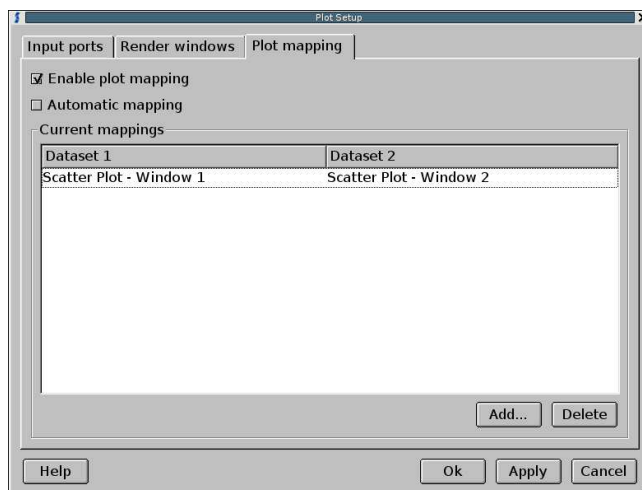 Plot Setup
Input ports Render windows Plot mapping
Enable plot mapping
Automatic mapping
Current mappings
Dataset 1 Dataset 2
Scatter Plot - Window 1 Scatter Plot - Window 2
Add... Delete
Help Ok Apply Cancel